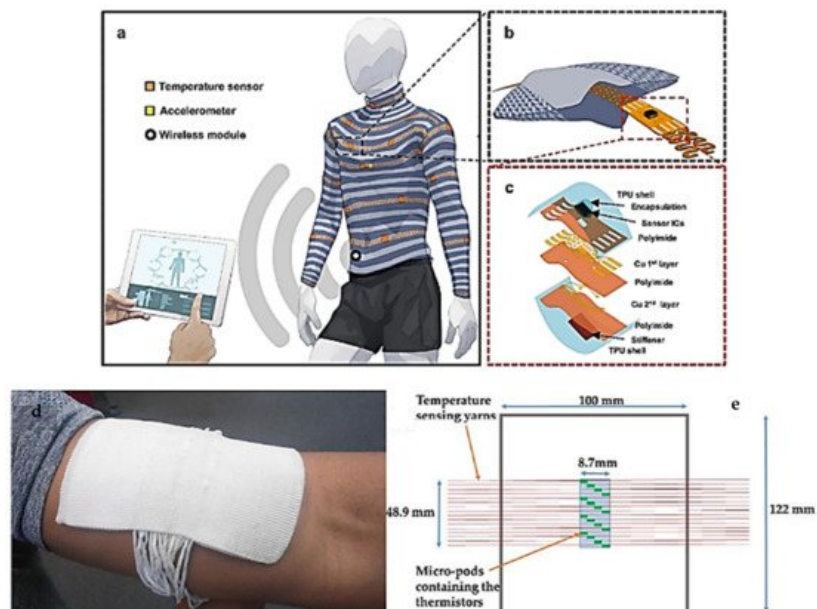 a
Temperature sensor
Accelerometer
Wireless module
b
c
TPU shell
Encapsulation
Sensor ICs
Polyimide
Cu 1st layer
Polyimide
Cu 2nd layer
Polyimide
Stiffener
TPU shell
d
Temperature
sensing yarns
100 mm
e
8.7mm
48.9 mm
122 mm
Micro-pods
containing the
thermistors